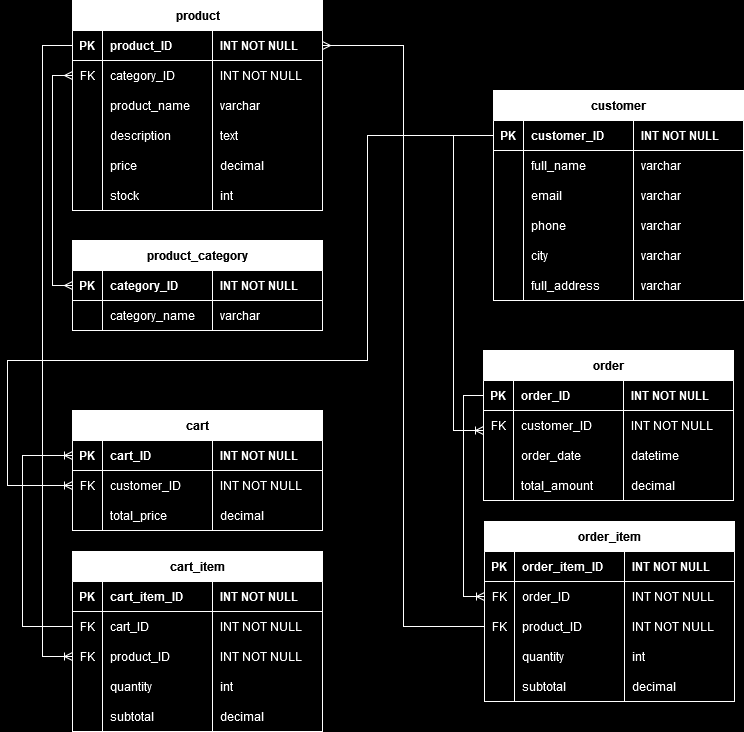 product
PK product_ID INT NOT NULL
FK category_ID INT NOT NULL
product_name varchar
description text
price decimal
stock int
product_category
PK category_ID INT NOT NULL
category_name varchar
cart
PK cart_ID INT NOT NULL
FK customer_ID INT NOT NULL
total_price decimal
cart_item
PK cart_item_ID INT NOT NULL
FK cart_ID INT NOT NULL
FK product_ID INT NOT NULL
quantity int
subtotal decimal
customer
PK customer_ID INT NOT NULL
full_name varchar
email varchar
phone varchar
city varchar
full_address varchar
order
PK order_ID INT NOT NULL
FK customer_ID INT NOT NULL
order_date datetime
total_amount decimal
order_item
PK order_item_ID INT NOT NULL
FK order_ID INT NOT NULL
FK product_ID INT NOT NULL
quantity int
subtotal decimal